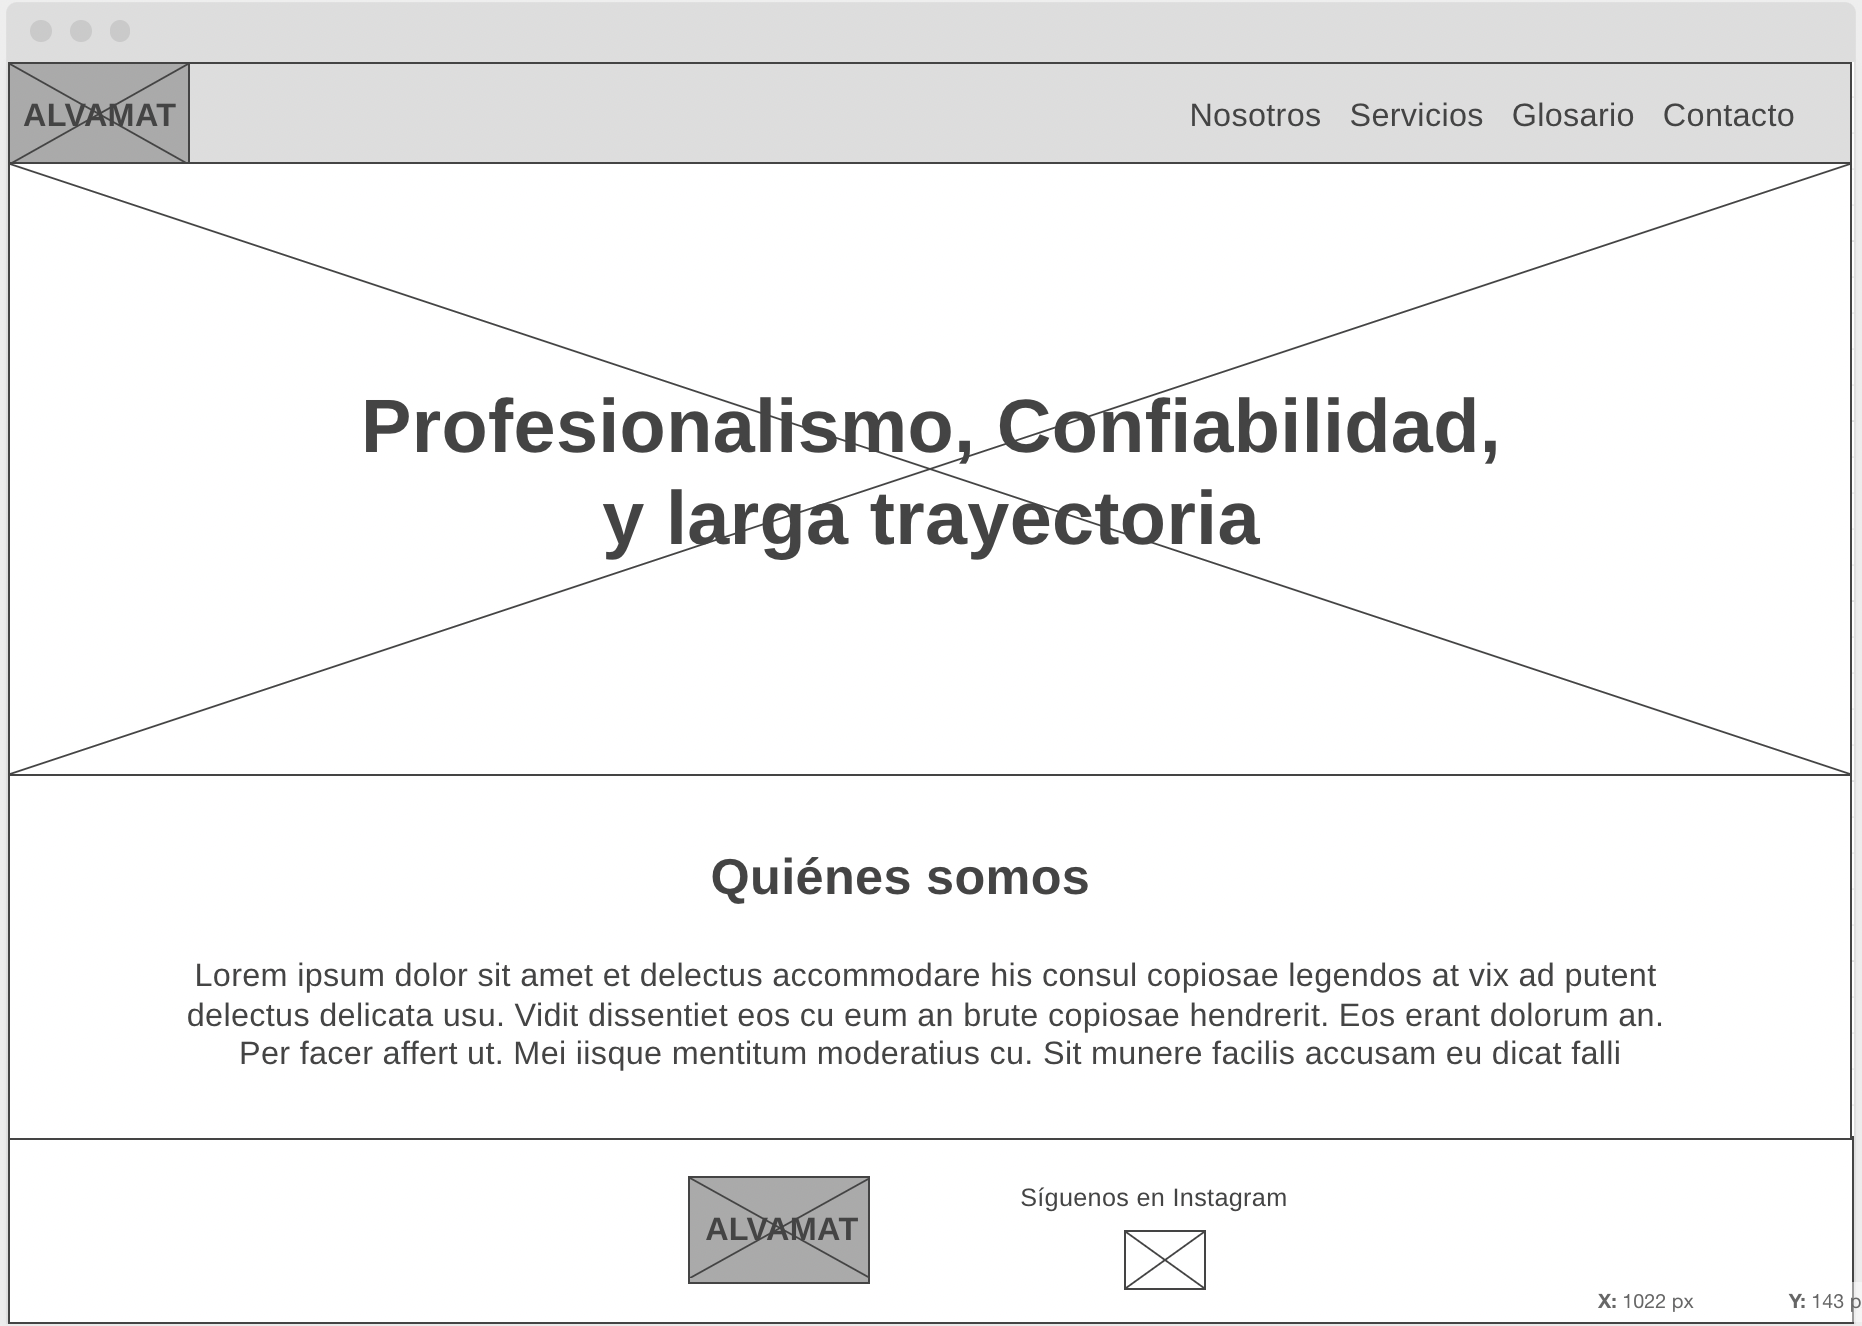 ALVAMAT
Nosotros Servicios Glosario Contacto
Profesionalismo, Confiabilidad,
y larga trayectoria
Quiénes somos
Lorem ipsum dolor sit amet et delectus accommodare his consul copiosae legendos at vix ad putent
delectus delicata usu. Vidit dissentiet eos cu eum an brute copiosae hendrerit. Eos erant dolorum an.
Per facer affert ut. Mei iisque mentitum moderatius cu. Sit munere facilis accusam eu dicat falli
Síguenos en Instagram
ALVAMAT
X: 1022 px Y: 143 p